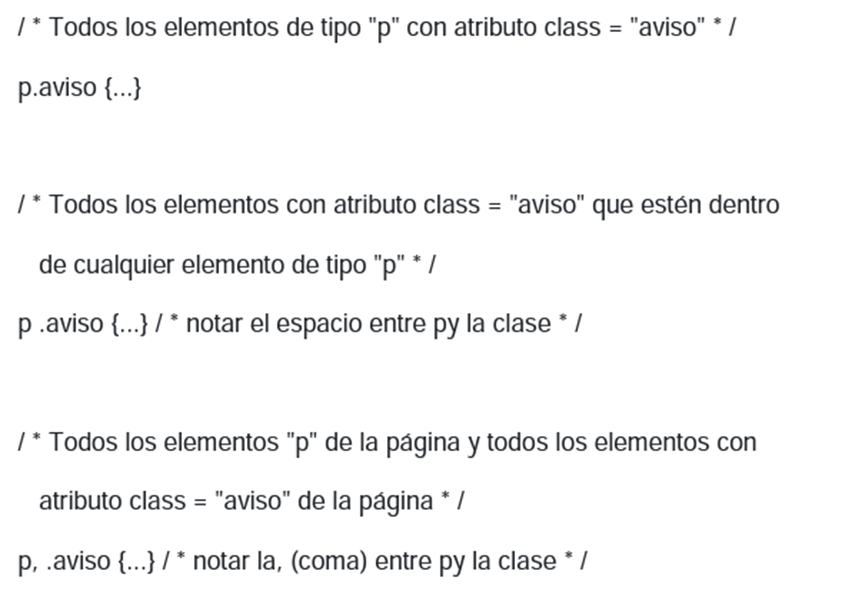 / * Todos los elementos de tipo "p" con atributo class = "aviso" * /
p.aviso {...}
/ * Todos los elementos con atributo class = "aviso" que estén dentro
de cualquier elemento de tipo "p" * /
p .aviso {...} / * notar el espacio entre py la clase * /
/ * Todos los elementos "p" de la página y todos los elementos con
atributo class = "aviso" de la página * /
p, .aviso {...} / * notar la, (coma) entre py la clase * /